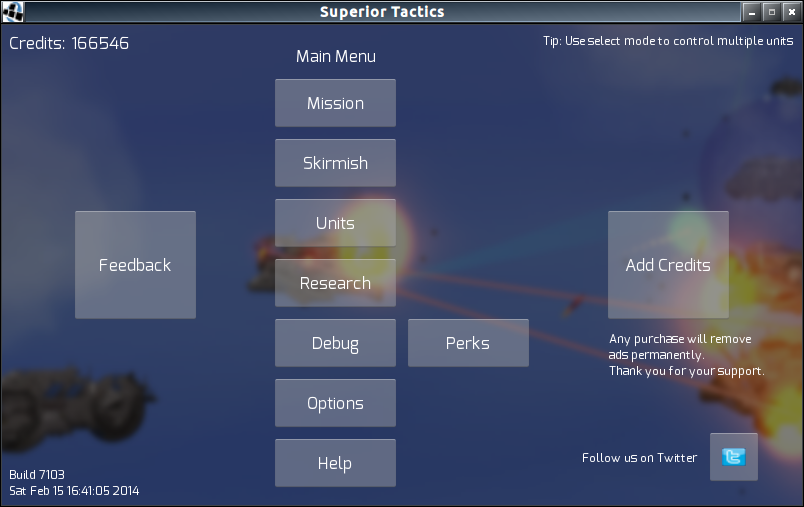 Superior Tactics
Credits: 166546
Tip: Use select mode to control multiple units
Main Menu
Mission
Skirmish
Units
Feedback
Add Credits
Research
Debug
Perks
Any purchase will remove
ads permanently.
Thank you for your support.
Options
Help
Follow us on Twitter
Build 7103
Sat Feb 15 16:41:05 2014